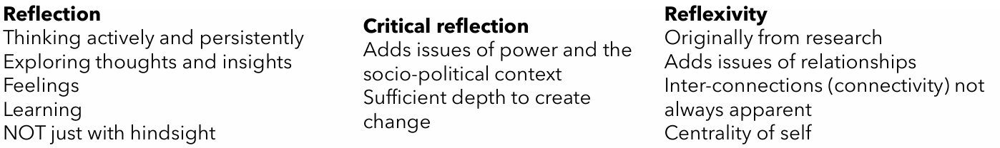 Reflection
Thinking actively and persistently
Exploring thoughts and insights
Feelings
Learning
NOT just with hindsight
Critical reflection
Adds issues of power and the
socio-political context
Sufficient depth to create
change
Reflexivity
Originally from research
Adds issues of relationships
Inter-connections (connectivity) not
always apparent
Centrality of self